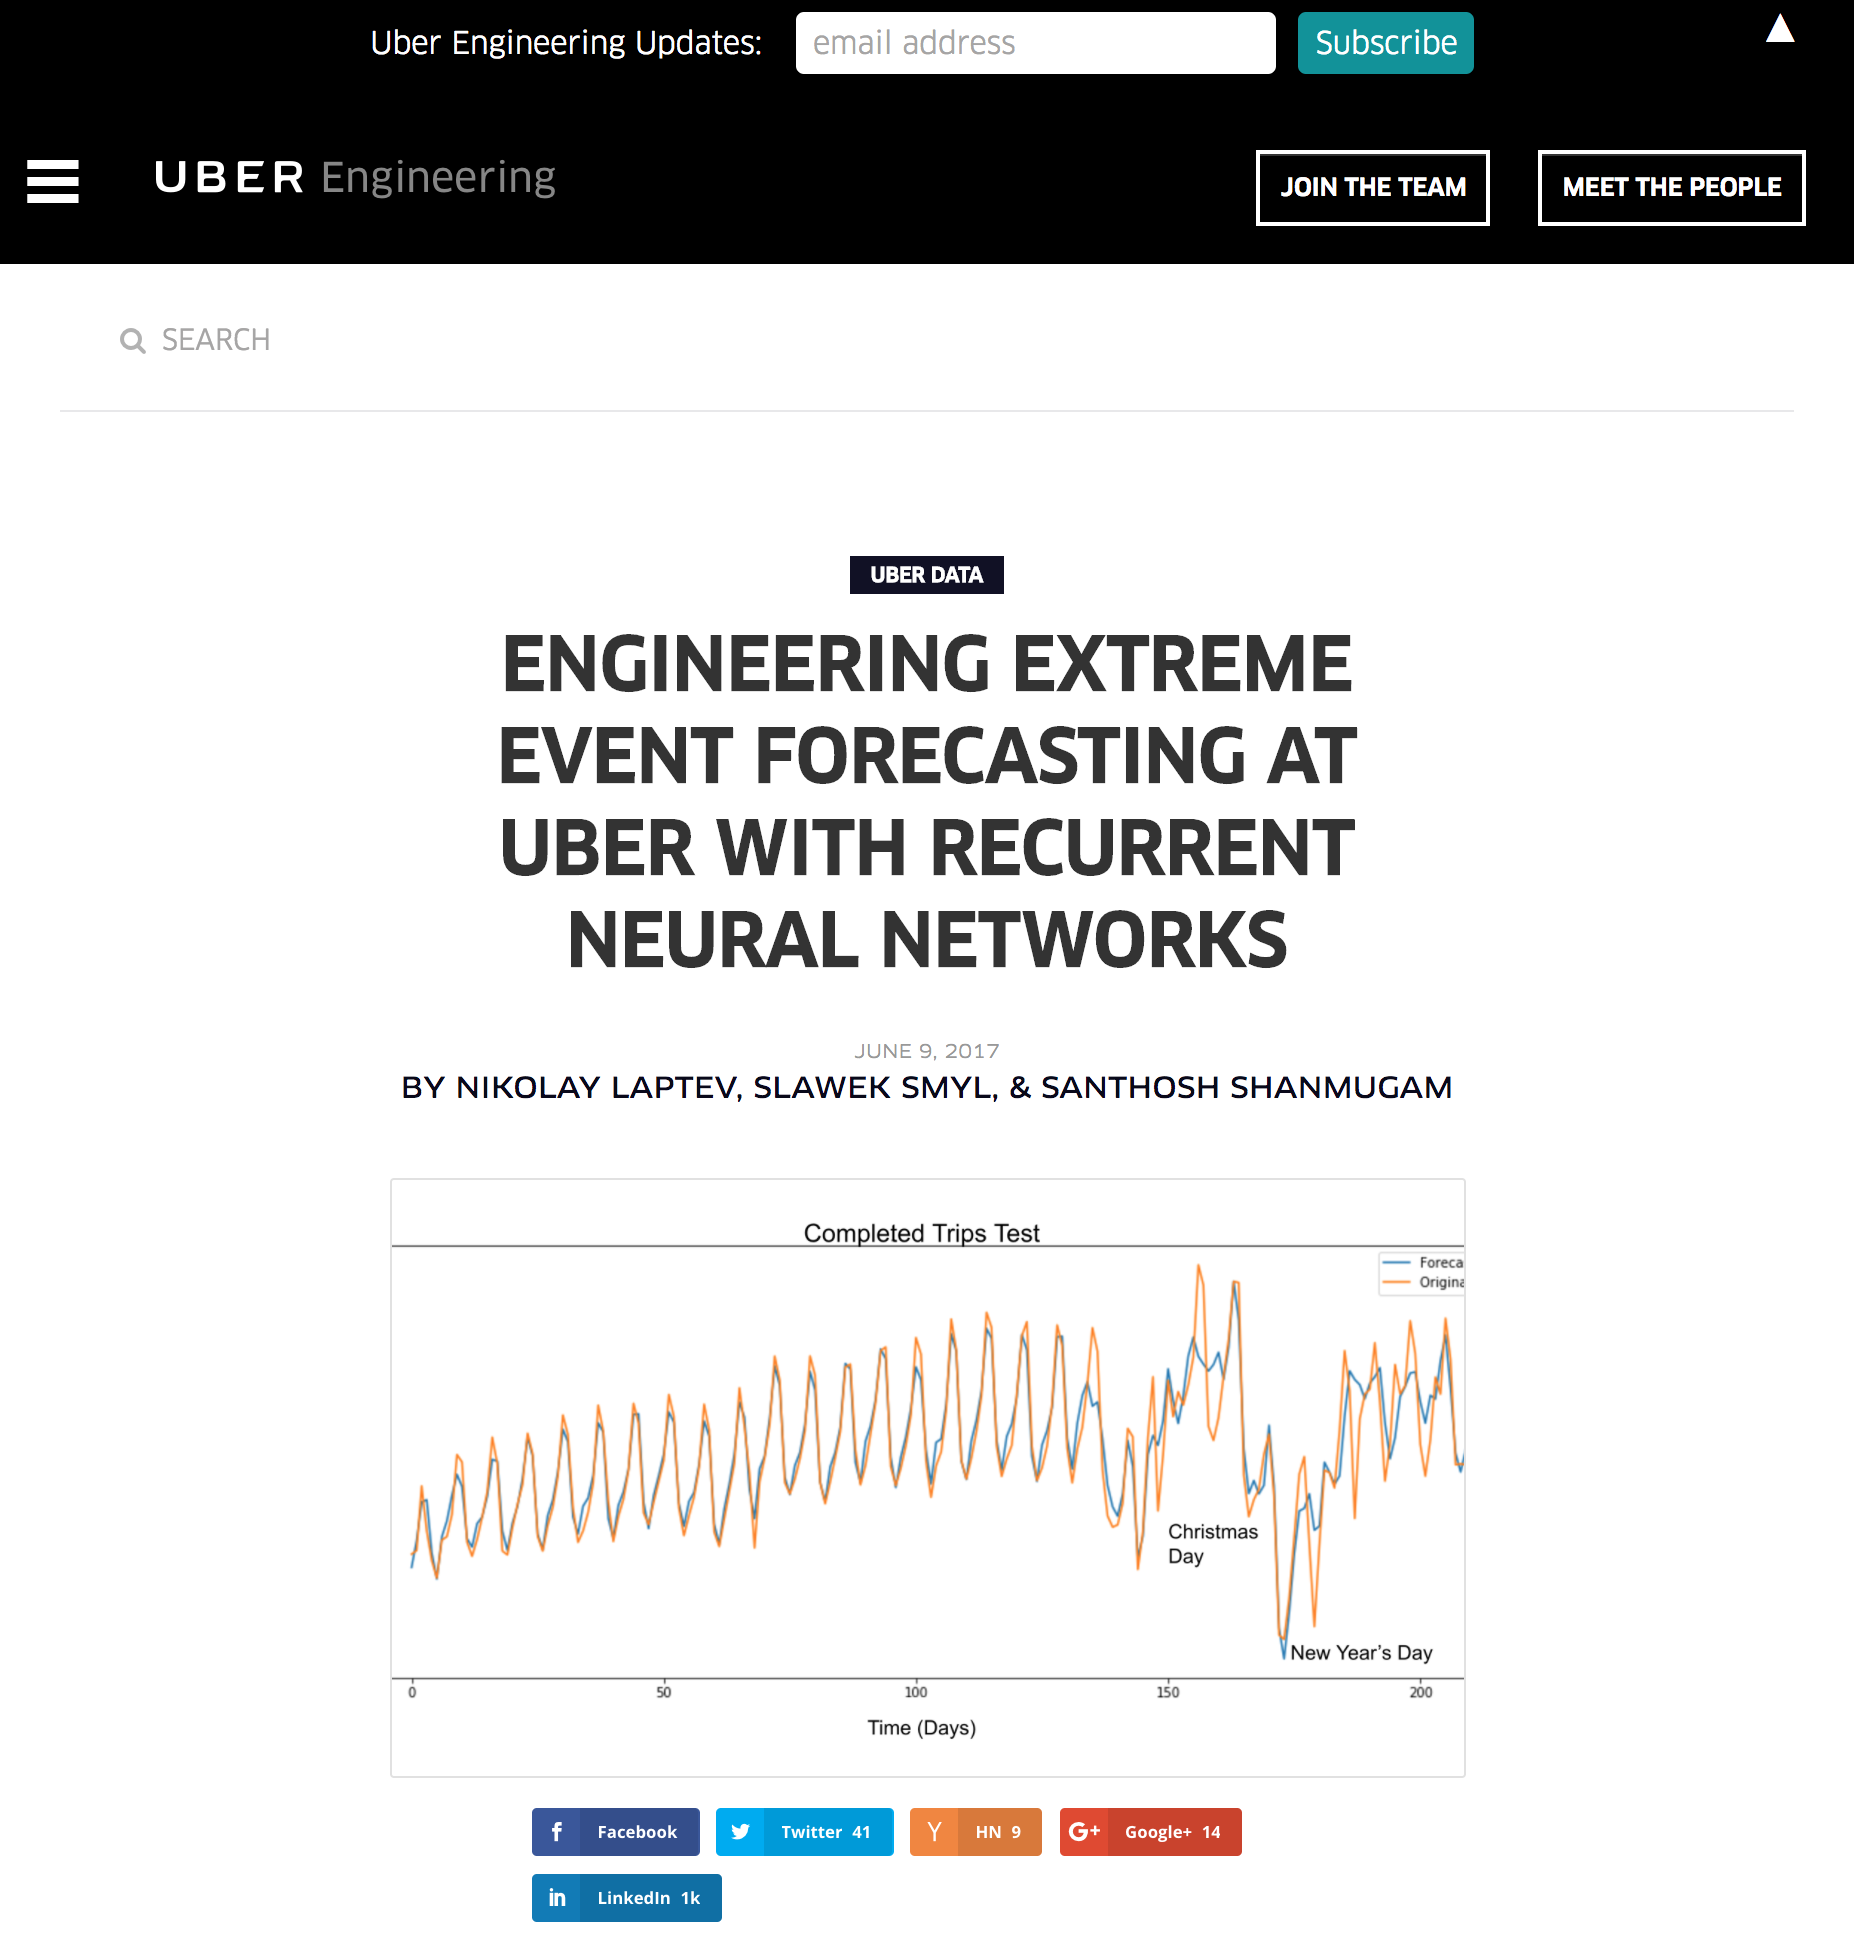 Uber Engineering Updates: email address Subscribe ▲
UBER Engineering JOIN THE TEAM MEET THE PEOPLE
SEARCH
UBER DATA
ENGINEERING EXTREME
EVENT FORECASTING AT
UBER WITH RECURRENT
NEURAL NETWORKS
JUNE 9, 2017
BY NIKOLAY LAPTEV, SLAWEK SMYL, & SANTHOSH SHANMUGAM
Completed Trips Test
Foreca
Origina
Christmas
Day
New Year's Day
0 50 100 150 200
Time (Days)
f Facebook Twitter 41 Y HN 9 G+ Google+ 14
in LinkedIn 1k